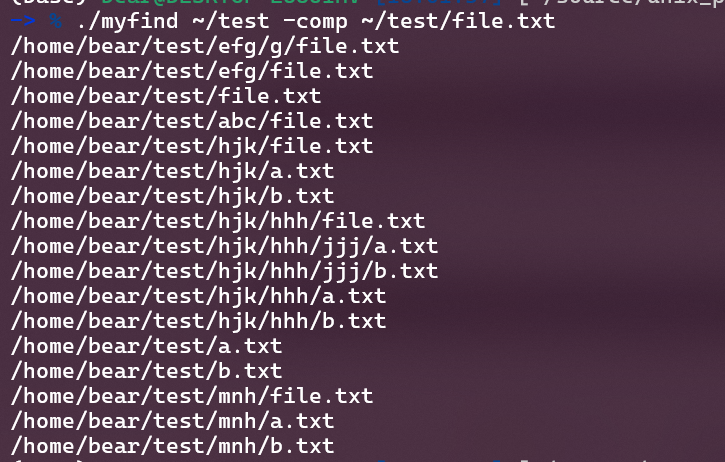 -> % ./myfind ~/test -comp ~/test/file.txt
/home/bear/test/efg/g/file.txt
/home/bear/test/efg/file.txt
/home/bear/test/file.txt
/home/bear/test/abc/file.txt
/home/bear/test/hjk/file.txt
/home/bear/test/hjk/a.txt
/home/bear/test/hjk/b.txt
/home/bear/test/hjk/hhh/file.txt
/home/bear/test/hjk/hhh/jjj/a.txt
/home/bear/test/hjk/hhh/jjj/b.txt
/home/bear/test/hjk/hhh/a.txt
/home/bear/test/hjk/hhh/b.txt
/home/bear/test/a.txt
/home/bear/test/b.txt
/home/bear/test/mnh/file.txt
/home/bear/test/mnh/a.txt
/home/bear/test/mnh/b.txt